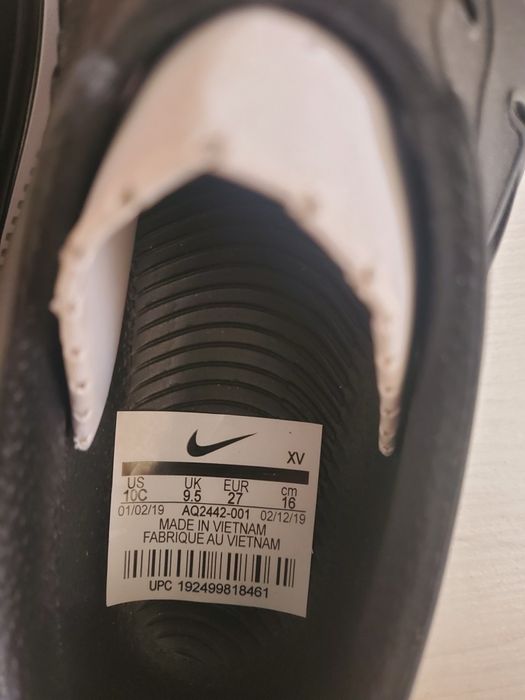 XV
US UK EUR cm
10C 9.5 27 16
01/02/19 AQ2442-001 02/12/19
MADE IN VIETNAM
FABRIQUE AU VIETNAM
UPC 192499818461